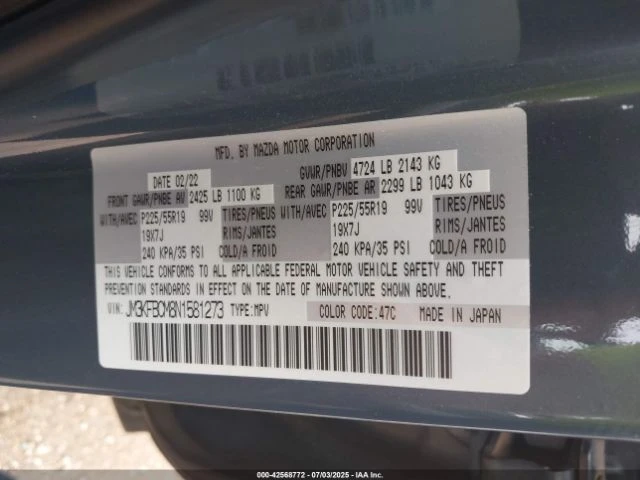 MFD. BY MAZDA MOTOR CORPORATION
DATE 02/22 GVWR/PNBV 4724 LB 2143 KG
FRONT GAWR/PNBE AV 2425 LB 1100 KG REAR GAWR/PNBE AR 2299 LB 1043 KG
WITH/AVEC P225/55R19 99V TIRES/PNEUS WITH/AVEC P225/55R19 99V TIRES/PNEUS
19X7J RIMS/JANTES 19X7J RIMS/JANTES
240 KPA/35 PSI COLD/A FROID 240 KPA/35 PSI COLD/A FROID
THIS VEHICLE CONFORMS TO ALL APPLICABLE FEDERAL MOTOR VEHICLE SAFETY AND THEFT
PREVENTION STANDARDS IN EFFECT ON THE DATE OF MANUFACTURE SHOWN ABOVE.
VIN: JM3KFBCM8N1581273 TYPE:MPV COLOR CODE:47C MADE IN JAPAN
000-42568772 - 07/03/2025 - IAA Inc.